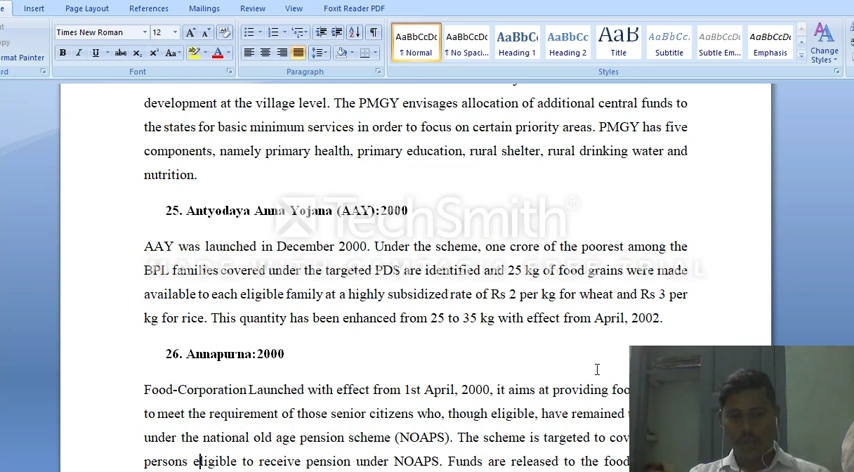 Insert Page Layout References Mailings Review View Foxit Reader PDF
Times New Roman 12
Format Painter
Font Paragraph Styles
AaBbCcDc AaBbCcDc AaBbC AaBbCc AaB AaBbCc. AaBbCcDc AaBbCcDc
¶ Normal ¶ No Spaci... Heading 1 Heading 2 Title Subtitle Subtle Em... Emphasis
Change
Styles
development at the village level. The PMGY envisages allocation of additional central funds to
the states for basic minimum services in order to focus on certain priority areas. PMGY has five
components, namely primary health, primary education, rural shelter, rural drinking water and
nutrition.
25. Antyodaya Anna Yojana (AAY):2000
TechSmith
AAY was launched in December 2000. Under the scheme, one crore of the poorest among the
BPL families covered under the targeted PDS are identified and 25 kg of food grains were made
available to each eligible family at a highly subsidized rate of Rs 2 per kg for wheat and Rs 3 per
kg for rice. This quantity has been enhanced from 25 to 35 kg with effect from April, 2002.
26. Annapurna:2000
Food-Corporation Launched with effect from 1st April, 2000, it aims at providing
to meet the requirement of those senior citizens who, though eligible, have remained
under the national old age pension scheme (NOAPS). The scheme is targeted to
persons eligible to receive pension under NOAPS. Funds are released to the food